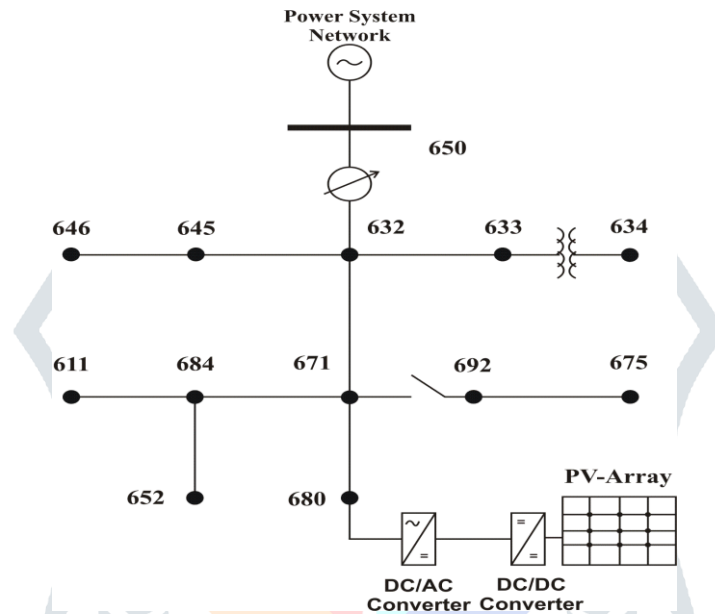 Power System
Network
650
646 645 632 633 634
611 684 671 692 675
652 680 PV-Array
DC/AC DC/DC
Converter Converter